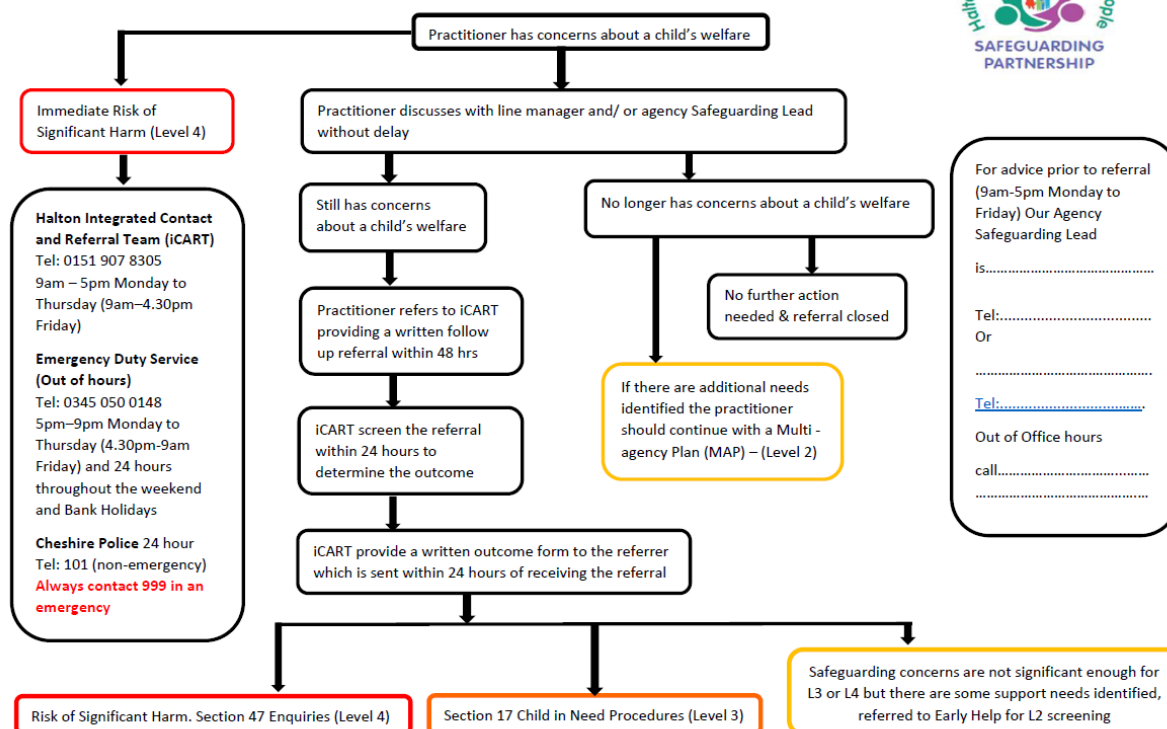 Halto
ople
SAFEGUARDING
PARTNERSHIP
Practitioner has concerns about a child’s welfare
Immediate Risk of
Significant Harm (Level 4)
Practitioner discusses with line manager and/ or agency Safeguarding Lead
without delay
Halton Integrated Contact
and Referral Team (iCART)
Tel: 0151 907 8305
9am – 5pm Monday to
Thursday (9am–4.30pm
Friday)
Emergency Duty Service
(Out of hours)
Tel: 0345 050 0148
5pm–9pm Monday to
Thursday (4.30pm-9am
Friday) and 24 hours
throughout the weekend
and Bank Holidays
Cheshire Police 24 hour
Tel: 101 (non-emergency)
Always contact 999 in an
emergency
Still has concerns
about a child’s welfare
No longer has concerns about a child’s welfare
Practitioner refers to iCART
providing a written follow
up referral within 48 hrs
No further action
needed & referral closed
If there are additional needs
identified the practitioner
should continue with a Multi -
agency Plan (MAP) – (Level 2)
iCART screen the referral
within 24 hours to
determine the outcome
iCART provide a written outcome form to the referrer
which is sent within 24 hours of receiving the referral
For advice prior to referral
(9am-5pm Monday to
Friday) Our Agency
Safeguarding Lead
is…………………………………………
Tel:......................................
Or
…………………………………………….
Tel:……………………………………
Out of Office hours
call………………………………………
……………………………………………
Risk of Significant Harm. Section 47 Enquiries (Level 4)
Section 17 Child in Need Procedures (Level 3)
Safeguarding concerns are not significant enough for
L3 or L4 but there are some support needs identified,
referred to Early Help for L2 screening